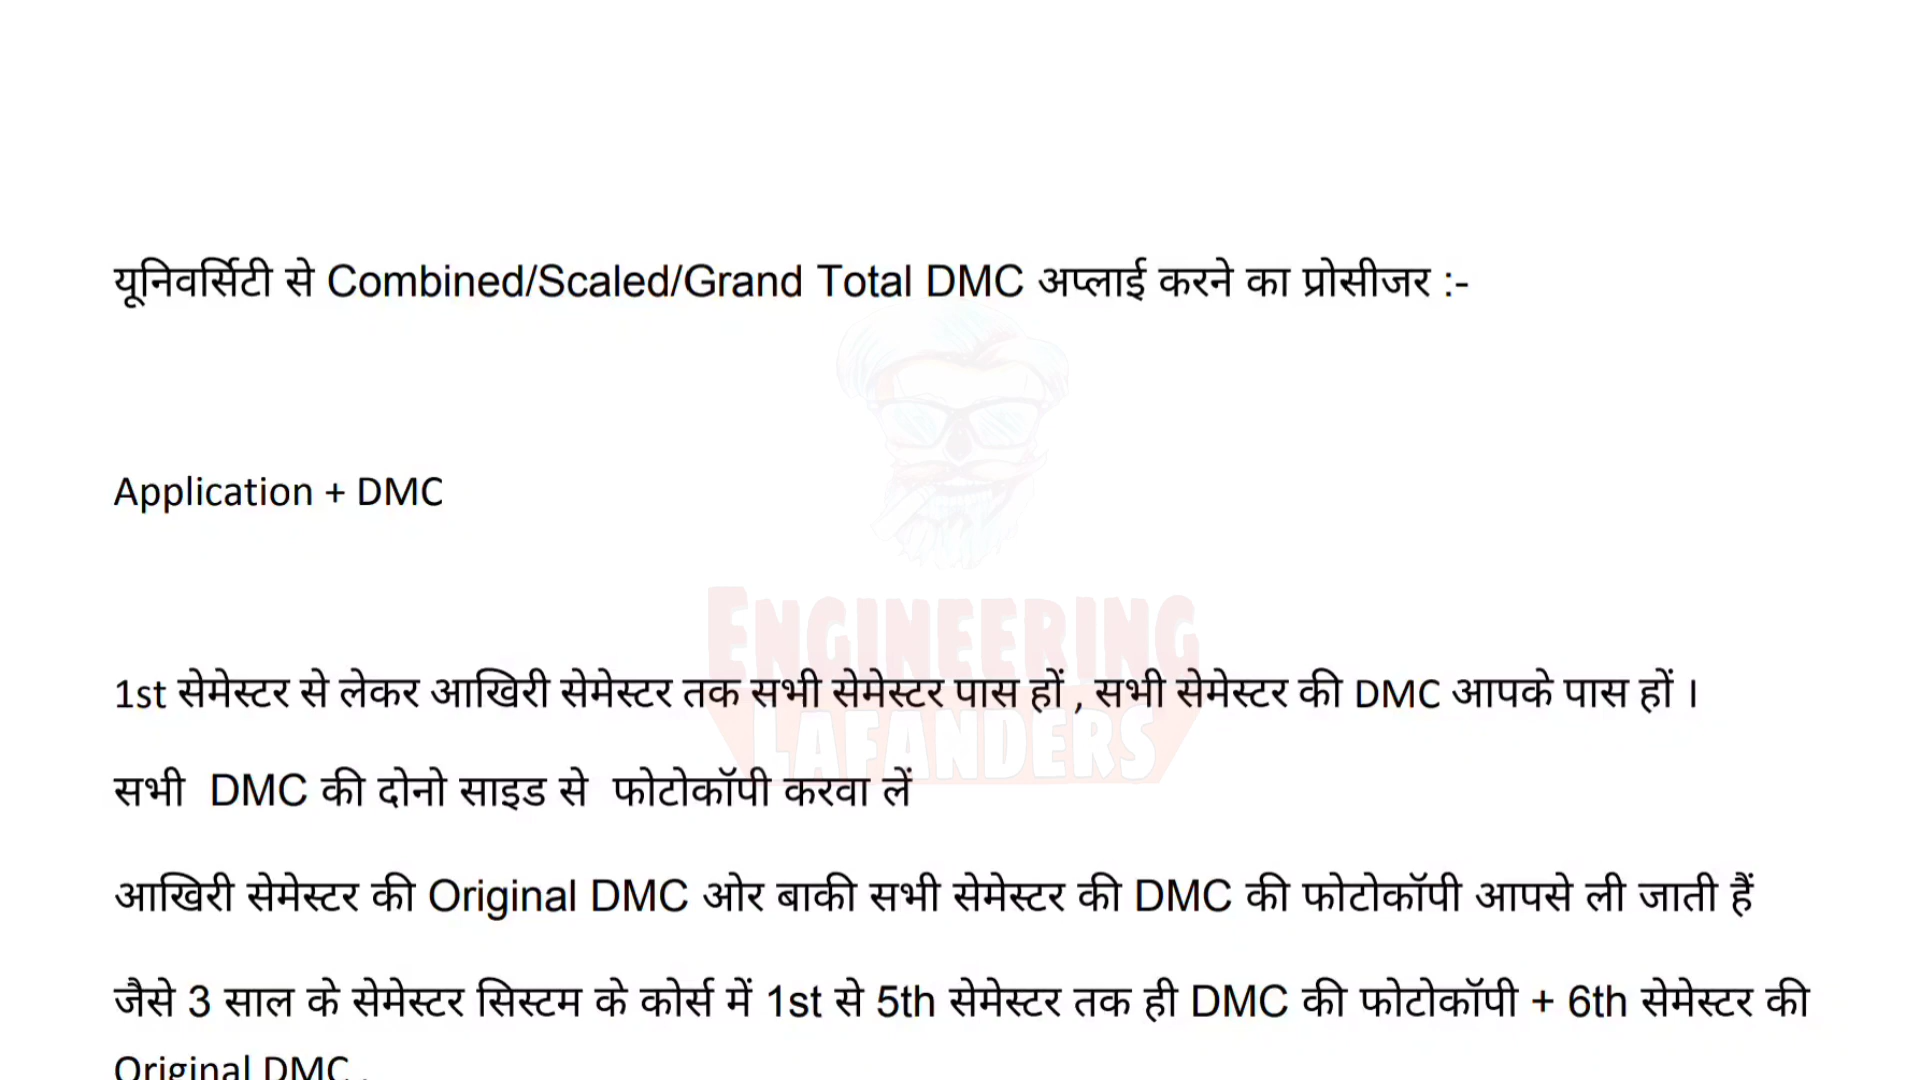 यूनिवर्सिटी से Combined/Scaled/Grand Total DMC अप्लाई करने का प्रोसीजर :-
Application + DMC
ENGINEERING
LAFANDERS
1st सेमेस्टर से लेकर आखिरी सेमेस्टर तक सभी सेमेस्टर पास हों , सभी सेमेस्टर की DMC आपके पास हों ।
सभी DMC की दोनो साइड से फोटोकॉपी करवा लें
आखिरी सेमेस्टर की Original DMC ओर बाकी सभी सेमेस्टर की DMC की फोटोकॉपी आपसे ली जाती हैं
जैसे 3 साल के सेमेस्टर सिस्टम के कोर्स में 1st से 5th सेमेस्टर तक ही DMC की फोटोकॉपी + 6th सेमेस्टर की
Original DMC .